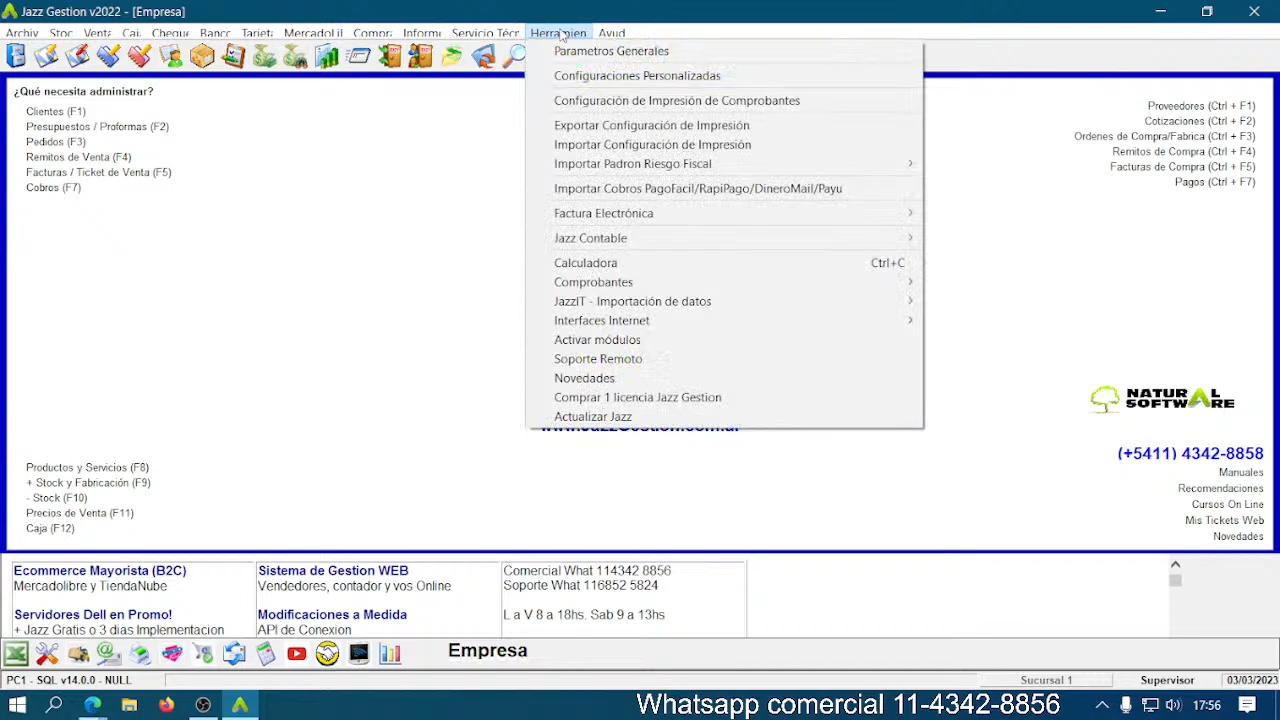 Jazz Gestion v2022 - [Empresa]
Archiv Stoc Venta Caj Chequ Banc Tarjeta MercadoLil Compra Informe Servicio Técr Herramien Ayud
Parametros Generales
Configuraciones Personalizadas
Configuración de Impresión de Comprobantes
Exportar Configuración de Impresión
Importar Configuración de Impresión
Importar Padron Riesgo Fiscal
Importar Cobros PagoFacil/RapiPago/DineroMail/Payu
Factura Electrónica
Jazz Contable
Calculadora Ctrl+C
Comprobantes
JazzIT - Importación de datos
Interfaces Internet
Activar módulos
Soporte Remoto
Novedades
Comprar 1 licencia Jazz Gestion
Actualizar Jazz
¿Qué necesita administrar?
Clientes (F1)
Presupuestos / Proformas (F2)
Pedidos (F3)
Remitos de Venta (F4)
Facturas / Ticket de Venta (F5)
Cobros (F7)
Proveedores (Ctrl + F1)
Cotizaciones (Ctrl + F2)
Ordenes de Compra/Fabrica (Ctrl + F3)
Remitos de Compra (Ctrl + F4)
Facturas de Compra (Ctrl + F5)
Pagos (Ctrl + F7)
NATURAL
SOFTWARE
(+5411) 4342-8858
Manuales
Recomendaciones
Cursos On Line
Mis Tickets Web
Novedades
Productos y Servicios (F8)
+ Stock y Fabricación (F9)
- Stock (F10)
Precios de Venta (F11)
Caja (F12)
Ecommerce Mayorista (B2C)
Mercadolibre y TiendaNube
Servidores Dell en Promo!
+ Jazz Gratis o 3 dias Implementacion
Sistema de Gestion WEB
Vendedores, contador y vos Online
Modificaciones a Medida
API de Conexion
Comercial What 114342 8856
Soporte What 116852 5824
L a V 8 a 18hs. Sab 9 a 13hs
Empresa
PC1 - SQL v14.0.0 - NULL
Sucursal 1
Supervisor
03/03/2023
Whatsapp comercial 11-4342-8856
17:56